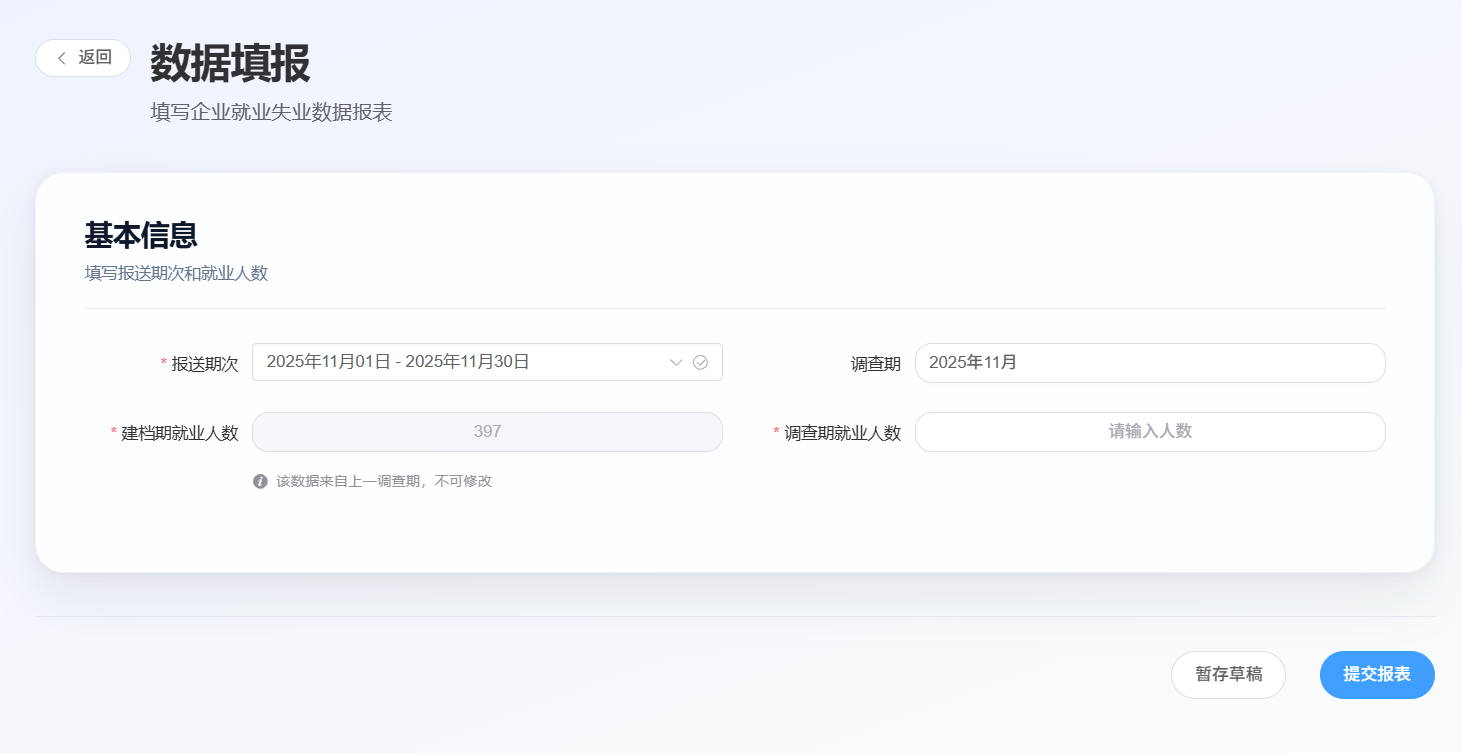 返回
数据填报
填写企业就业失业数据报表
基本信息
填写报送期次和就业人数
* 报送期次 2025年11月01日 - 2025年11月30日 调查期 2025年11月
* 建档期就业人数 397 * 调查期就业人数 请输入人数
该数据来自上一调查期，不可修改
暂存草稿 提交报表